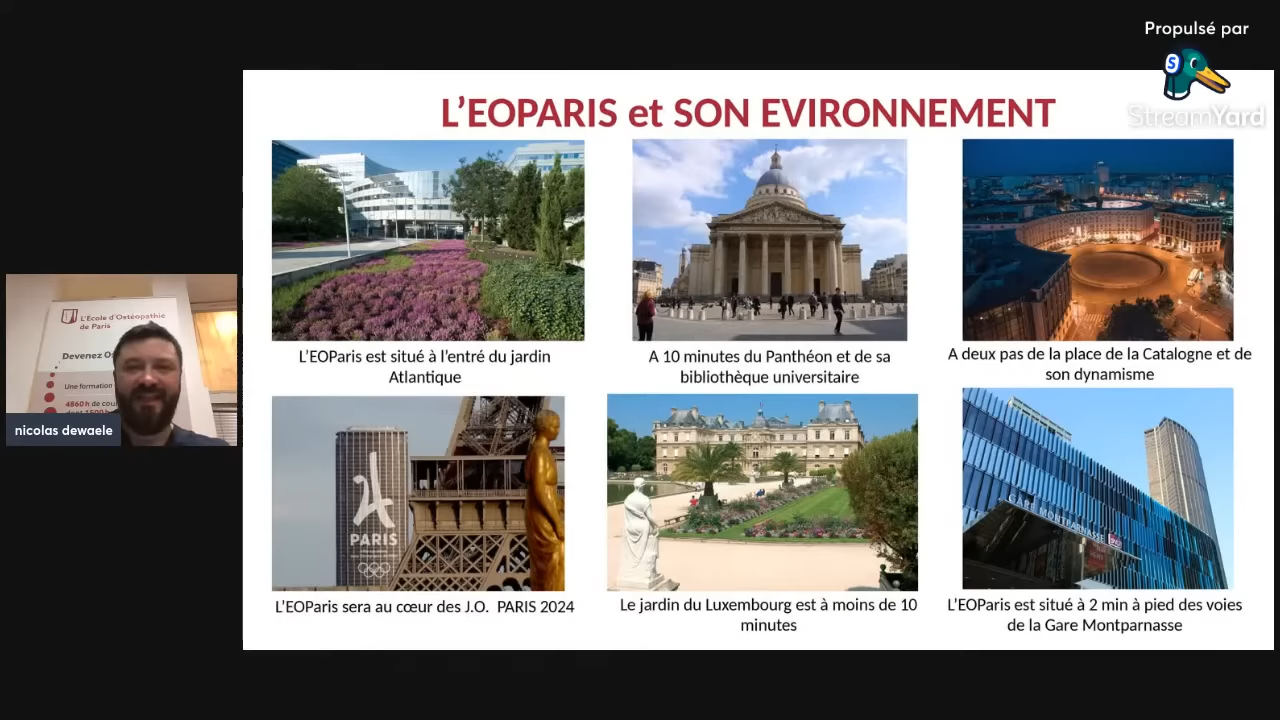 Propulsé par
S
StreamYard
L'EOPARIS et SON EVIRONNEMENT
L'EOParis est situé à l'entré du jardin
Atlantique
A 10 minutes du Panthéon et de sa
bibliothèque universitaire
A deux pas de la place de la Catalogne et de
son dynamisme
L'École d'Ostéopathie
de Paris
Devenez Os
Une formation
4860 h de cou
nicolas dewaele
PARIS
GARE MONTPARNASSE
L'EOParis sera au cœur des J.O. PARIS 2024
Le jardin du Luxembourg est à moins de 10
minutes
L'EOParis est situé à 2 min à pied des voies
de la Gare Montparnasse